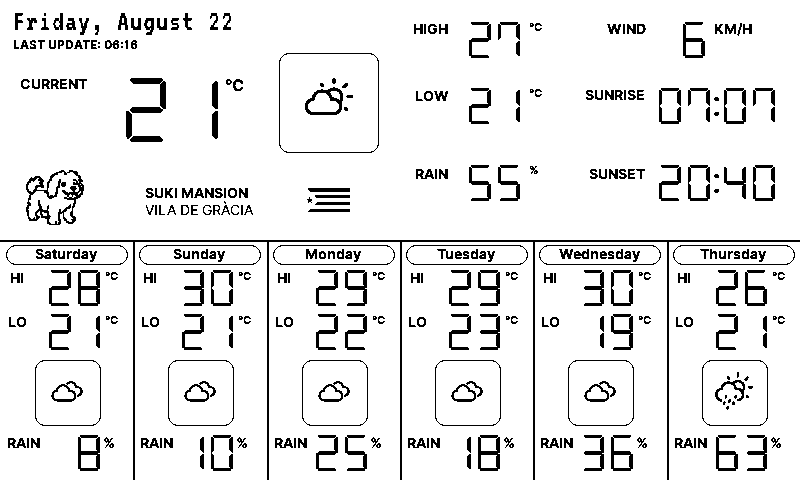 Friday, August 22
LAST UPDATE: 06:16
CURRENT 21 °C
HIGH 27 °C
WIND 6 KM/H
LOW 21 °C
SUNRISE 07:07
RAIN 55 %
SUNSET 20:40
SUKI MANSION
VILA DE GRÀCIA
Saturday
HI 28 °C
LO 21 °C
RAIN 8 %
Sunday
HI 30 °C
LO 21 °C
RAIN 10 %
Monday
HI 29 °C
LO 22 °C
RAIN 25 %
Tuesday
HI 29 °C
LO 23 °C
RAIN 18 %
Wednesday
HI 30 °C
LO 19 °C
RAIN 36 %
Thursday
HI 26 °C
LO 21 °C
RAIN 63 %